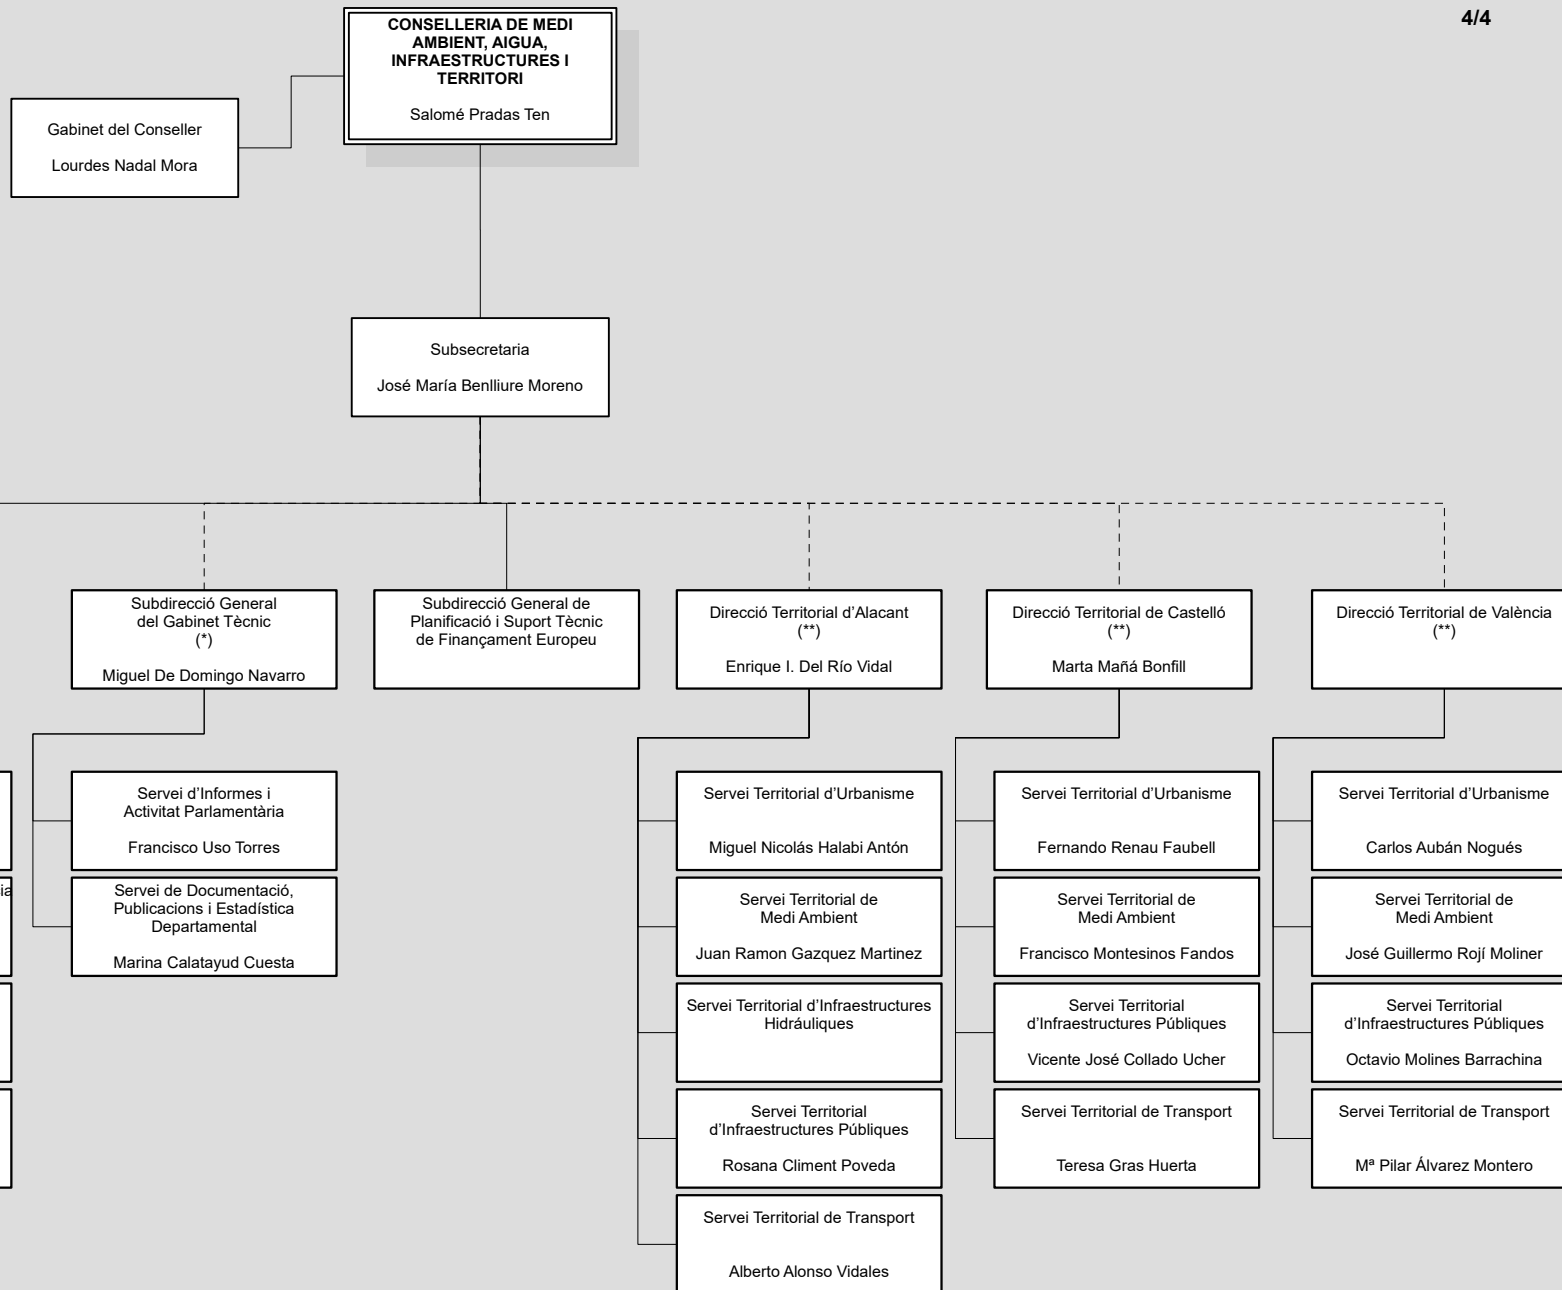 4/4
CONSELLERIA DE MEDI
AMBIENT, AIGUA,
INFRAESTRUCTURES I
TERRITORI
Salomé Pradas Ten
Gabinet del Conseller
Lourdes Nadal Mora
Subsecretaria
José María Benlliure Moreno
Subdirecció General
del Gabinet Tècnic
(*)
Miguel De Domingo Navarro
Subdirecció General de
Planificació i Suport Tècnic
de Finançament Europeu
Direcció Territorial d'Alacant
(**)
Enrique I. Del Río Vidal
Direcció Territorial de Castelló
(**)
Marta Mañá Bonfill
Direcció Territorial de València
(**)
Servei d'Informes i
Activitat Parlamentària
Francisco Uso Torres
Servei de Documentació,
Publicacions i Estadística
Departamental
Marina Calatayud Cuesta
Servei Territorial d'Urbanisme
Miguel Nicolás Halabi Antón
Servei Territorial de
Medi Ambient
Juan Ramon Gazquez Martinez
Servei Territorial d'Infraestructures
Hidráuliques
Servei Territorial
d'Infraestructures Públiques
Rosana Climent Poveda
Servei Territorial de Transport
Alberto Alonso Vidales
Servei Territorial d'Urbanisme
Fernando Renau Faubell
Servei Territorial de
Medi Ambient
Francisco Montesinos Fandos
Servei Territorial
d'Infraestructures Públiques
Vicente José Collado Ucher
Servei Territorial de Transport
Teresa Gras Huerta
Servei Territorial d'Urbanisme
Carlos Aubán Nogués
Servei Territorial de
Medi Ambient
José Guillermo Rojí Moliner
Servei Territorial
d'Infraestructures Públiques
Octavio Molines Barrachina
Servei Territorial de Transport
Mª Pilar Álvarez Montero